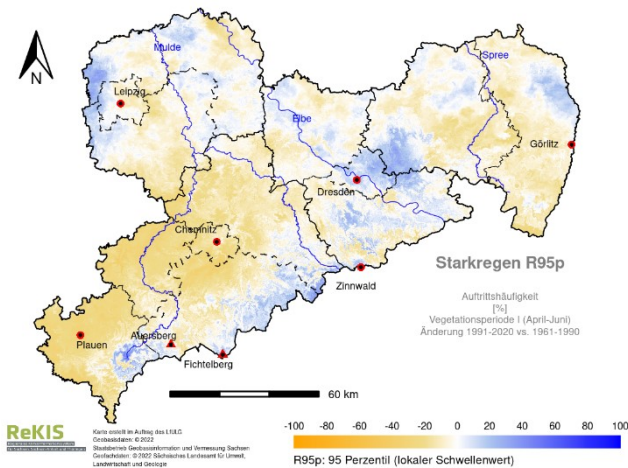 N
Mulde
Spree
Leipzig
Elbe
Görlitz
Dresden
Chemnitz
Starkregen R95p
Zinnwald
Auftrittshäufigkeit
[%]
Vegetationsperiode I (April-Juni)
Änderung 1991-2020 vs. 1961-1990
Plauen
Auersberg
Fichtelberg
60 km
ReKIS
Karte erstellt im Auftrag des LfULG.
Geobasisdaten: © 2022
Staatsbetrieb Geobasisinformation und Vermessung Sachsen
Geofachdaten: © 2022 Sächsisches Landesamt für Umwelt,
Landwirtschaft und Geologie
-100 -80 -60 -40 -20 0 20 40 60 80 100
R95p: 95 Perzentil (lokaler Schwellenwert)